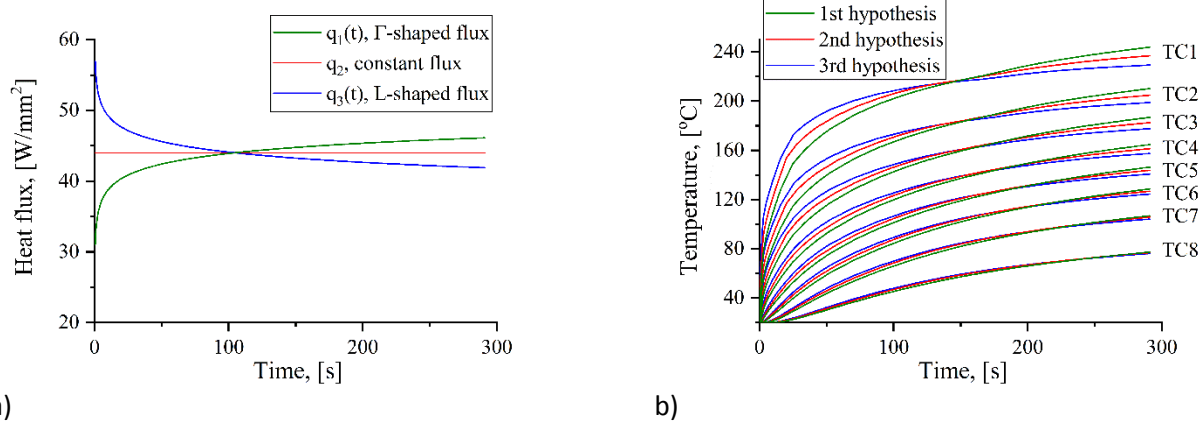 60
50
40
30
20
Heat flux, [W/mm²]
0
100
200
300
Time, [s]
q₁(t), Γ-shaped flux
q₂, constant flux
q₃(t), L-shaped flux
1st hypothesis
2nd hypothesis
3rd hypothesis
240
200
160
120
80
40
Temperature, [°C]
TC1
TC2
TC3
TC4
TC5
TC6
TC7
TC8
0
100
200
300
Time, [s]
b)